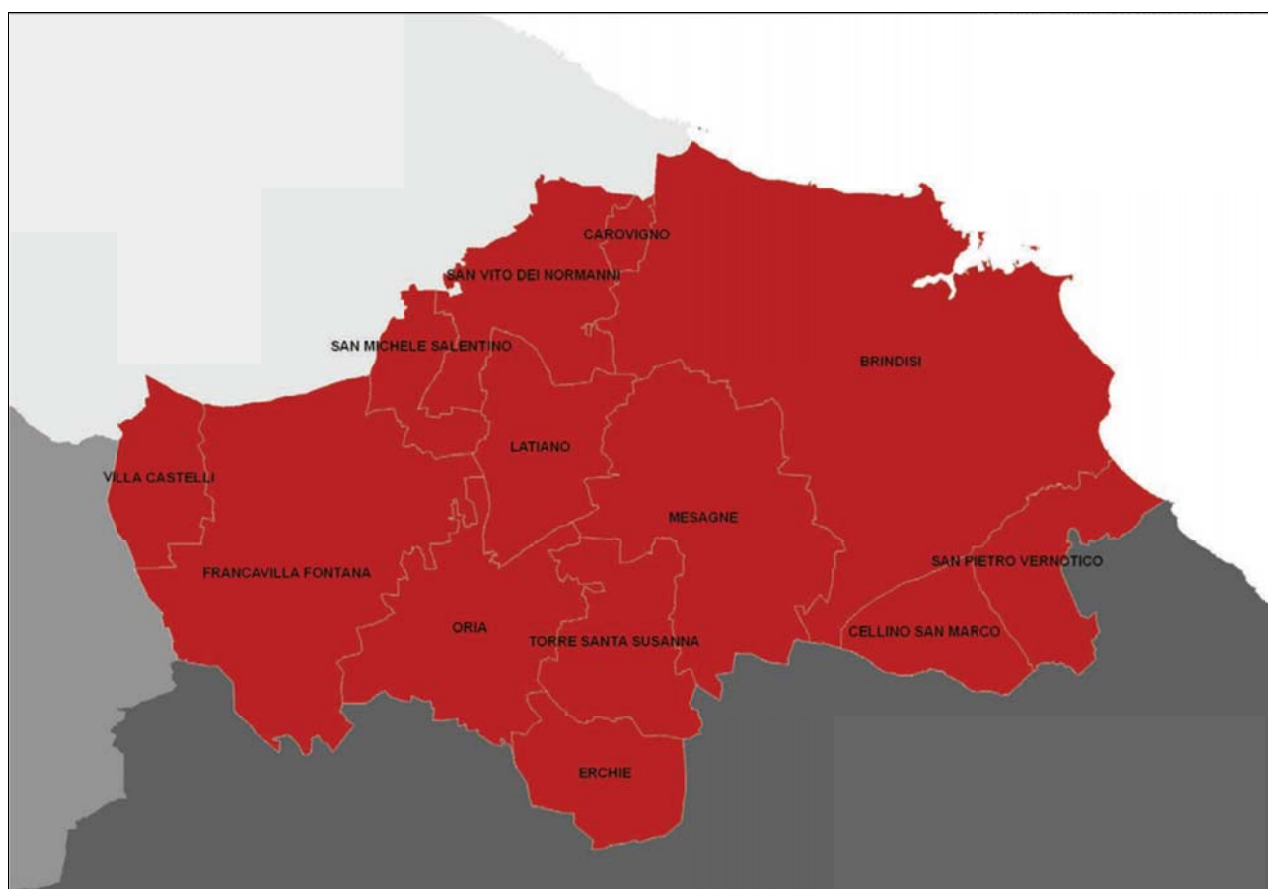 CAROVIGNO
SAN VITO DEI NORMANNI
SAN MICHELE SALENTINO
BRINDISI
LATIANO
VILLA CASTELLI
MESAGNE
FRANCAVILLA FONTANA
SAN PIETRO VERNOTICO
ORIA
CELLINO SAN MARCO
TORRE SANTA SUSANNA
ERCHIE